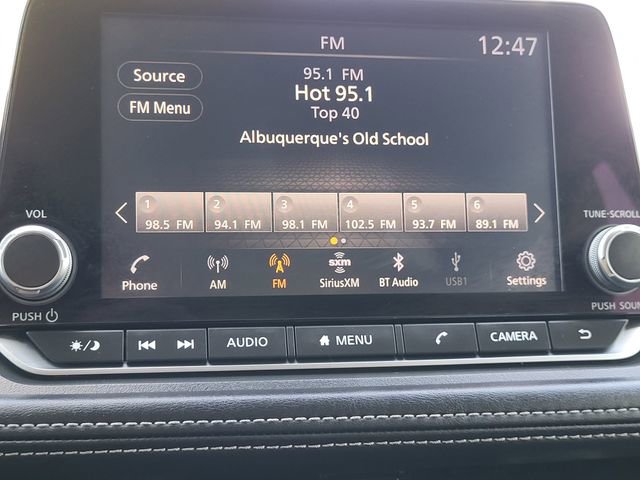 FM
12:47
Source
FM Menu
95.1 FM
Hot 95.1
Top 40
Albuquerque's Old School
1 2 3 4 5 6
98.5 FM 94.1 FM 98.1 FM 102.5 FM 93.7 FM 89.1 FM
VOL
TUNE·SCROLL
sxm
Phone AM FM SiriusXM BT Audio USB1 Settings
PUSH
PUSH SOUN
AUDIO MENU CAMERA